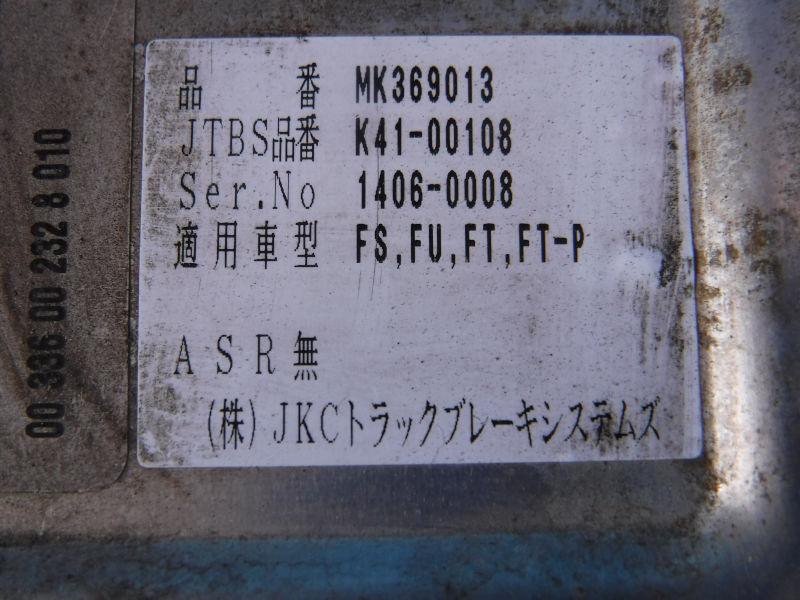 品番 MK369013
JTBS品番 K41-00108
Ser.No 1406-0008
適用車型 FS,FU,FT,FT-P
ASR無
(株)JKCトラックブレーキシステムズ
00 336 00 232 8 010